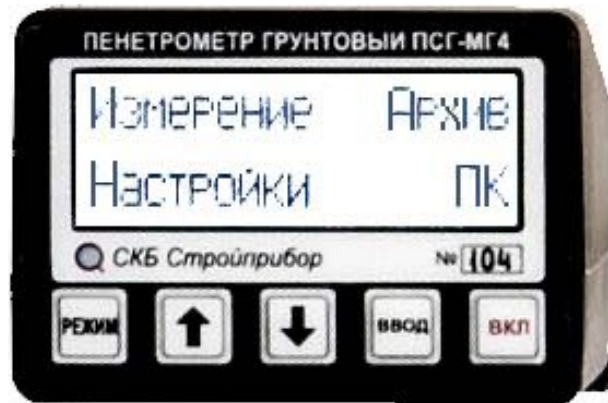 ПЕНЕТРОМЕТР ГРУНТОВЫЙ ПСГ-МГ4
Измерение Архив
Настройки ПК
СКБ Стройприбор № 104
РЕЖИМ ↑ ↓ ВВОД ВКЛ